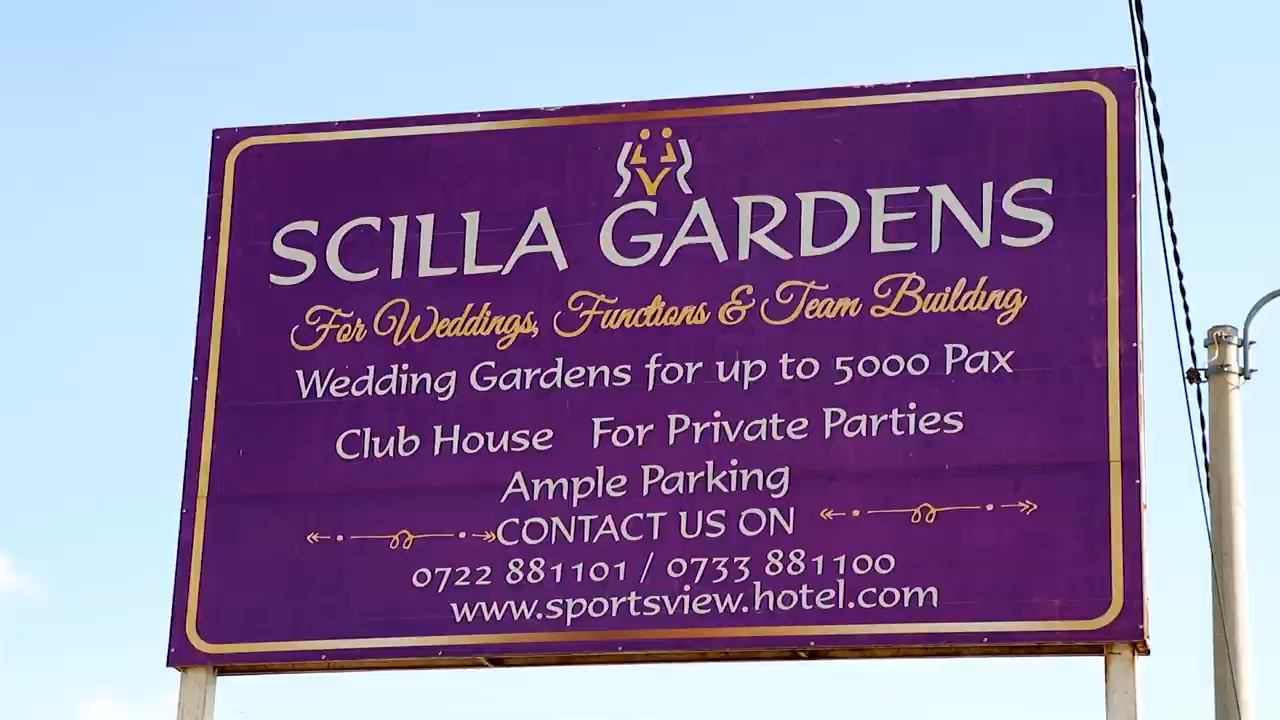 SCILLA GARDENS
For Weddings, Functions & Team Building
Wedding Gardens for up to 5000 Pax
Club House For Private Parties
Ample Parking
CONTACT US ON
0722 881101 / 0733 881100
www.sportsview.hotel.com